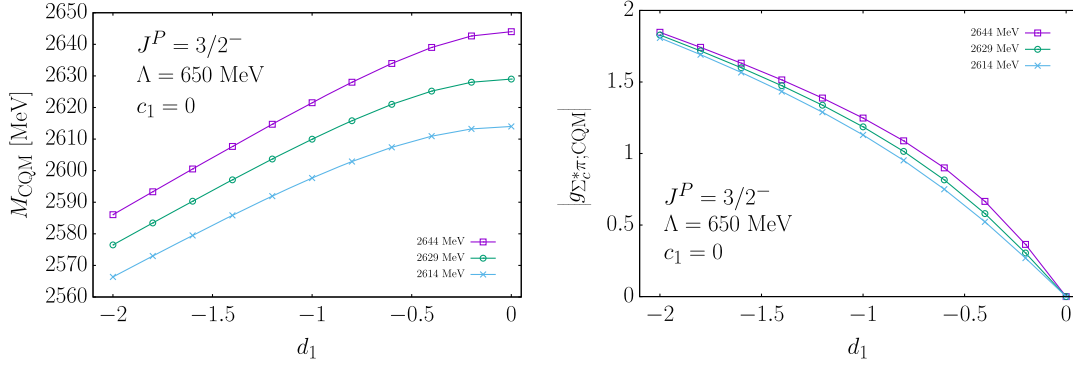 M_CQM [MeV]
2650
2640
2630
2620
2610
2600
2590
2580
2570
2560
J^P = 3/2^−
Λ = 650 MeV
c_1 = 0
2644 MeV
2629 MeV
2614 MeV
−2
−1.5
−1
−0.5
0
d_1
|g_{Σ_c^*π;CQM}|
2
1.5
1
0.5
0
2644 MeV
2629 MeV
2614 MeV
J^P = 3/2^−
Λ = 650 MeV
c_1 = 0
−2
−1.5
−1
−0.5
0
d_1